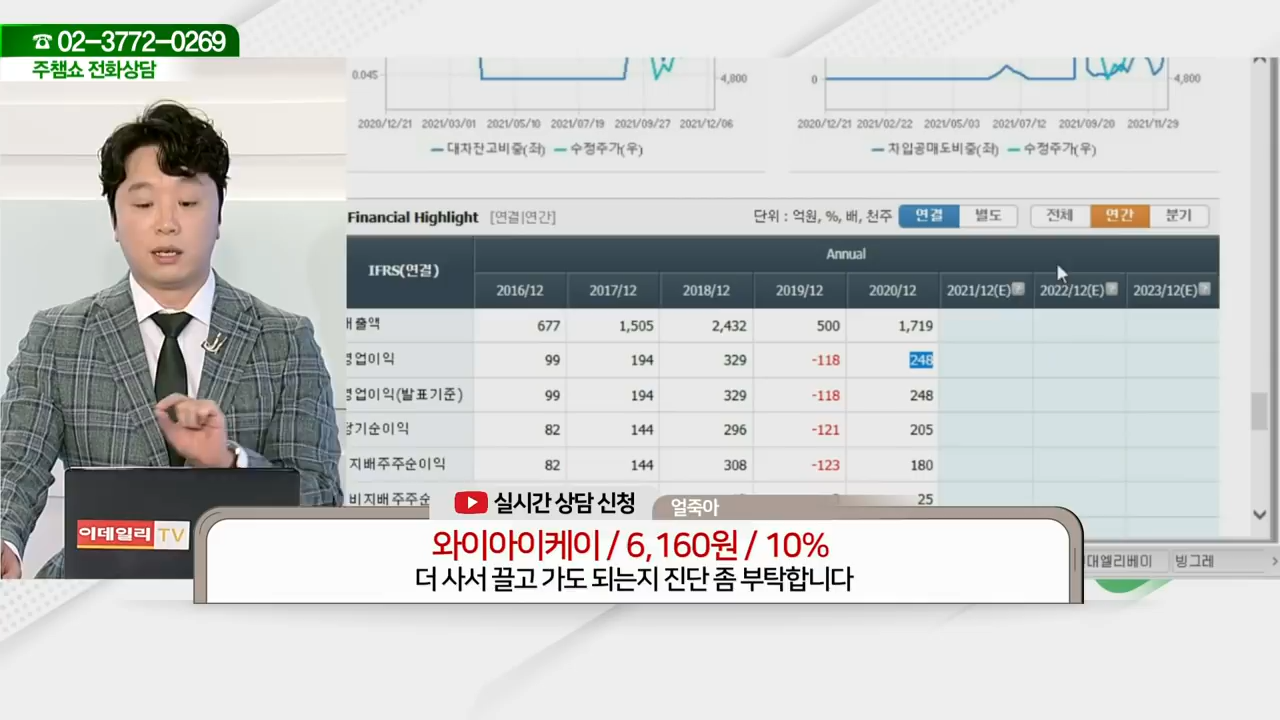 ☎ 02-3772-0269
주챔쇼 전화상담
0.045
4,800
2020/12/21 2021/03/01 2021/05/10 2021/07/19 2021/09/27 2021/12/06
대차잔고비중(좌) 수정주가(우)
0
4,800
2020/12/21 2021/02/22 2021/05/03 2021/07/12 2021/09/20 2021/11/29
차입공매도비중(좌) 수정주가(우)
Financial Highlight [연결|연간]
단위 : 억원, %, 배, 천주 연결 별도 전체 연간 분기
IFRS(연결) Annual
2016/12 2017/12 2018/12 2019/12 2020/12 2021/12(E) 2022/12(E) 2023/12(E)
매출액 677 1,505 2,432 500 1,719
영업이익 99 194 329 -118 248
영업이익(발표기준) 99 194 329 -118 248
당기순이익 82 144 296 -121 205
지배주주순이익 82 144 308 -123 180
비지배주주순 25
이데일리TV
실시간 상담 신청 얼죽아
와이아이케이 / 6,160원 / 10%
더 사서 끌고 가도 되는지 진단 좀 부탁합니다
대엘리베이 빙그레